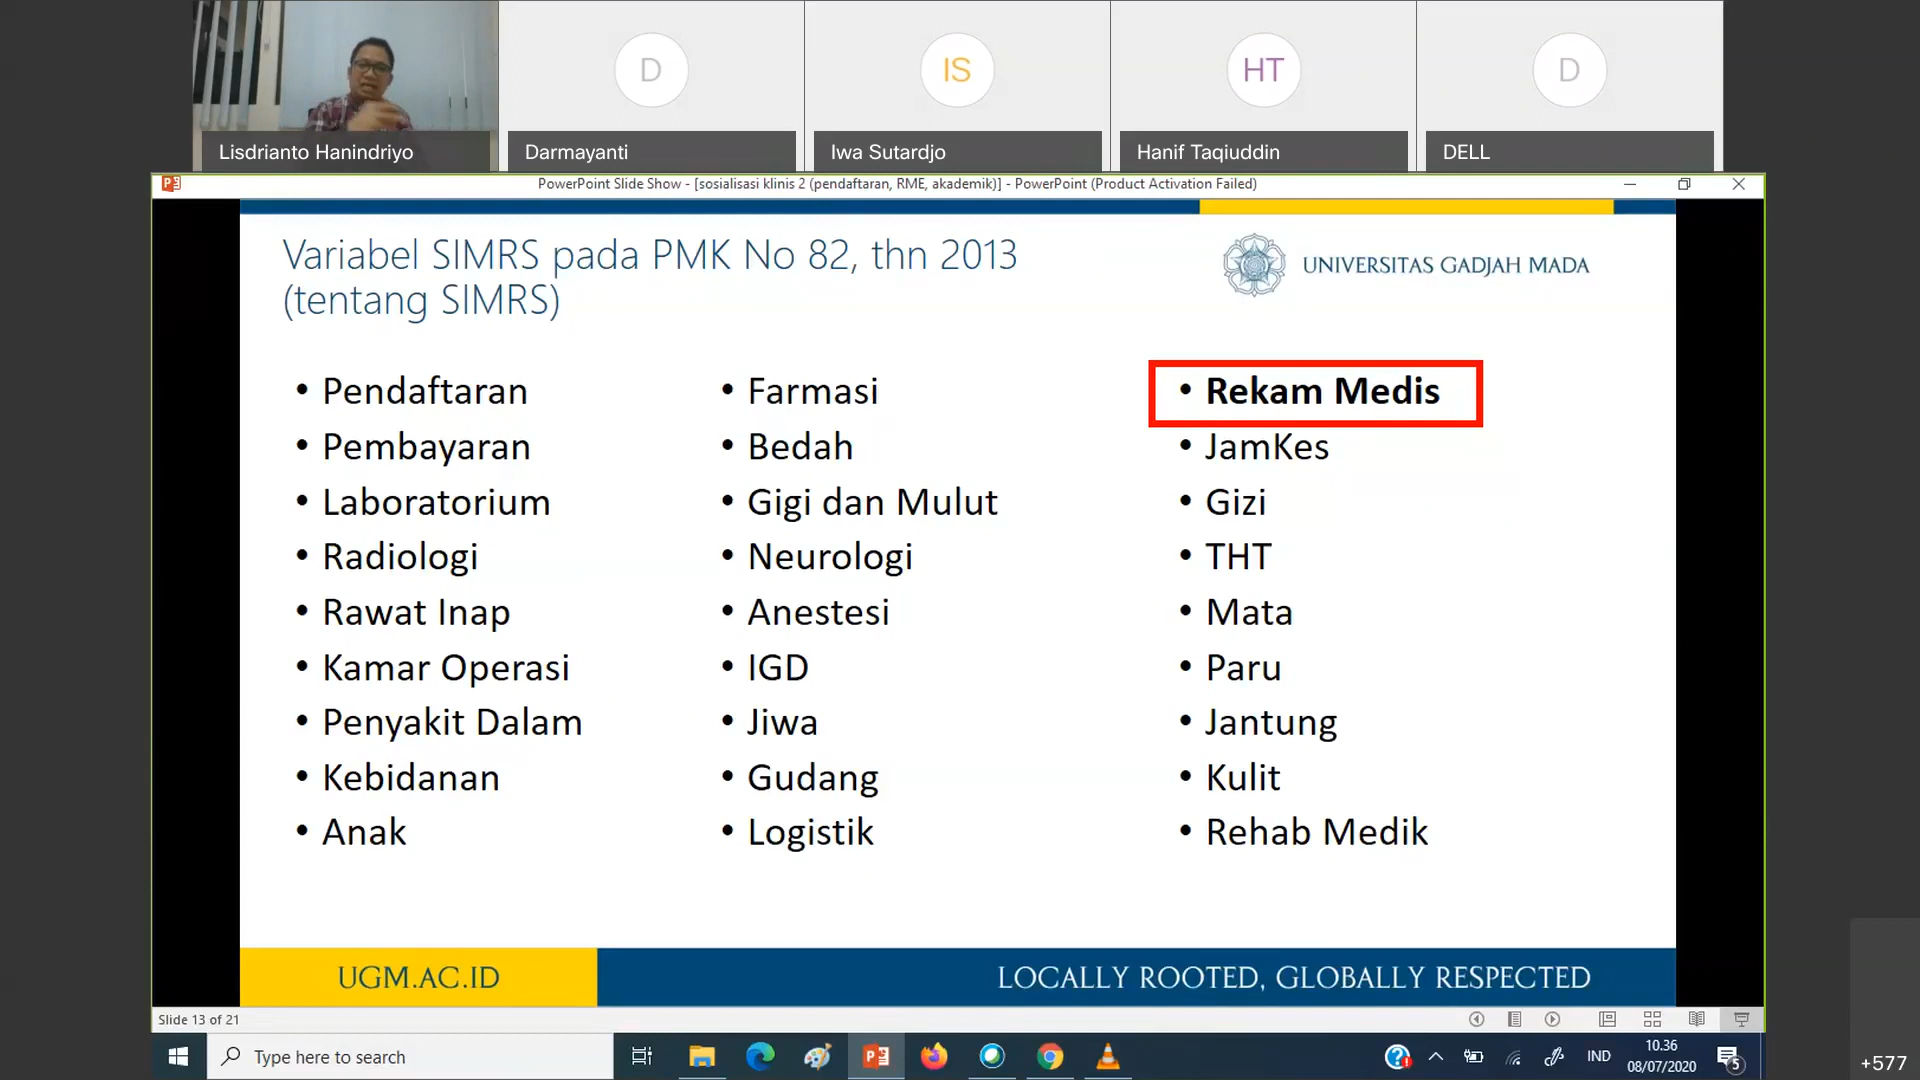 D
IS
HT
D
Lisdrianto Hanindriyo
Darmayanti
Iwa Sutardjo
Hanif Taqiuddin
DELL
PowerPoint Slide Show - [sosialisasi klinis 2 (pendaftaran, RME, akademik)] - PowerPoint (Product Activation Failed)
Variabel SIMRS pada PMK No 82, thn 2013
(tentang SIMRS)
UNIVERSITAS GADJAH MADA
• Pendaftaran
• Pembayaran
• Laboratorium
• Radiologi
• Rawat Inap
• Kamar Operasi
• Penyakit Dalam
• Kebidanan
• Anak
• Farmasi
• Bedah
• Gigi dan Mulut
• Neurologi
• Anestesi
• IGD
• Jiwa
• Gudang
• Logistik
• Rekam Medis
• JamKes
• Gizi
• THT
• Mata
• Paru
• Jantung
• Kulit
• Rehab Medik
UGM.AC.ID
LOCALLY ROOTED, GLOBALLY RESPECTED
Slide 13 of 21
Type here to search
IND
10.36
08/07/2020
5
+577